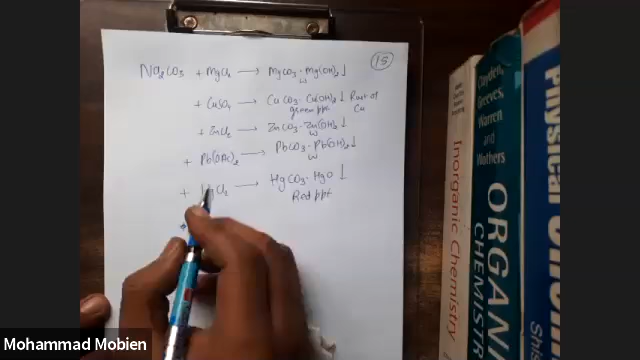 15
Na2CO3 + MgCl2 → MgCO3·Mg(OH)2↓
w
+ CuSO4 → CuCO3·Cu(OH)2↓ Rust of Cu
green ppt
+ ZnCl2 → ZnCO3·Zn(OH)2↓
w
+ Pb(OAc)2 → PbCO3·Pb(OH)2↓
w
+ Cl2 → HgCO3·HgO↓
Red ppt
Inorganic Chemistry
Clayden, Greeves, Warren and Wothers
ORGANI
CHEMISTRY
Physical
Mohammad Mobien